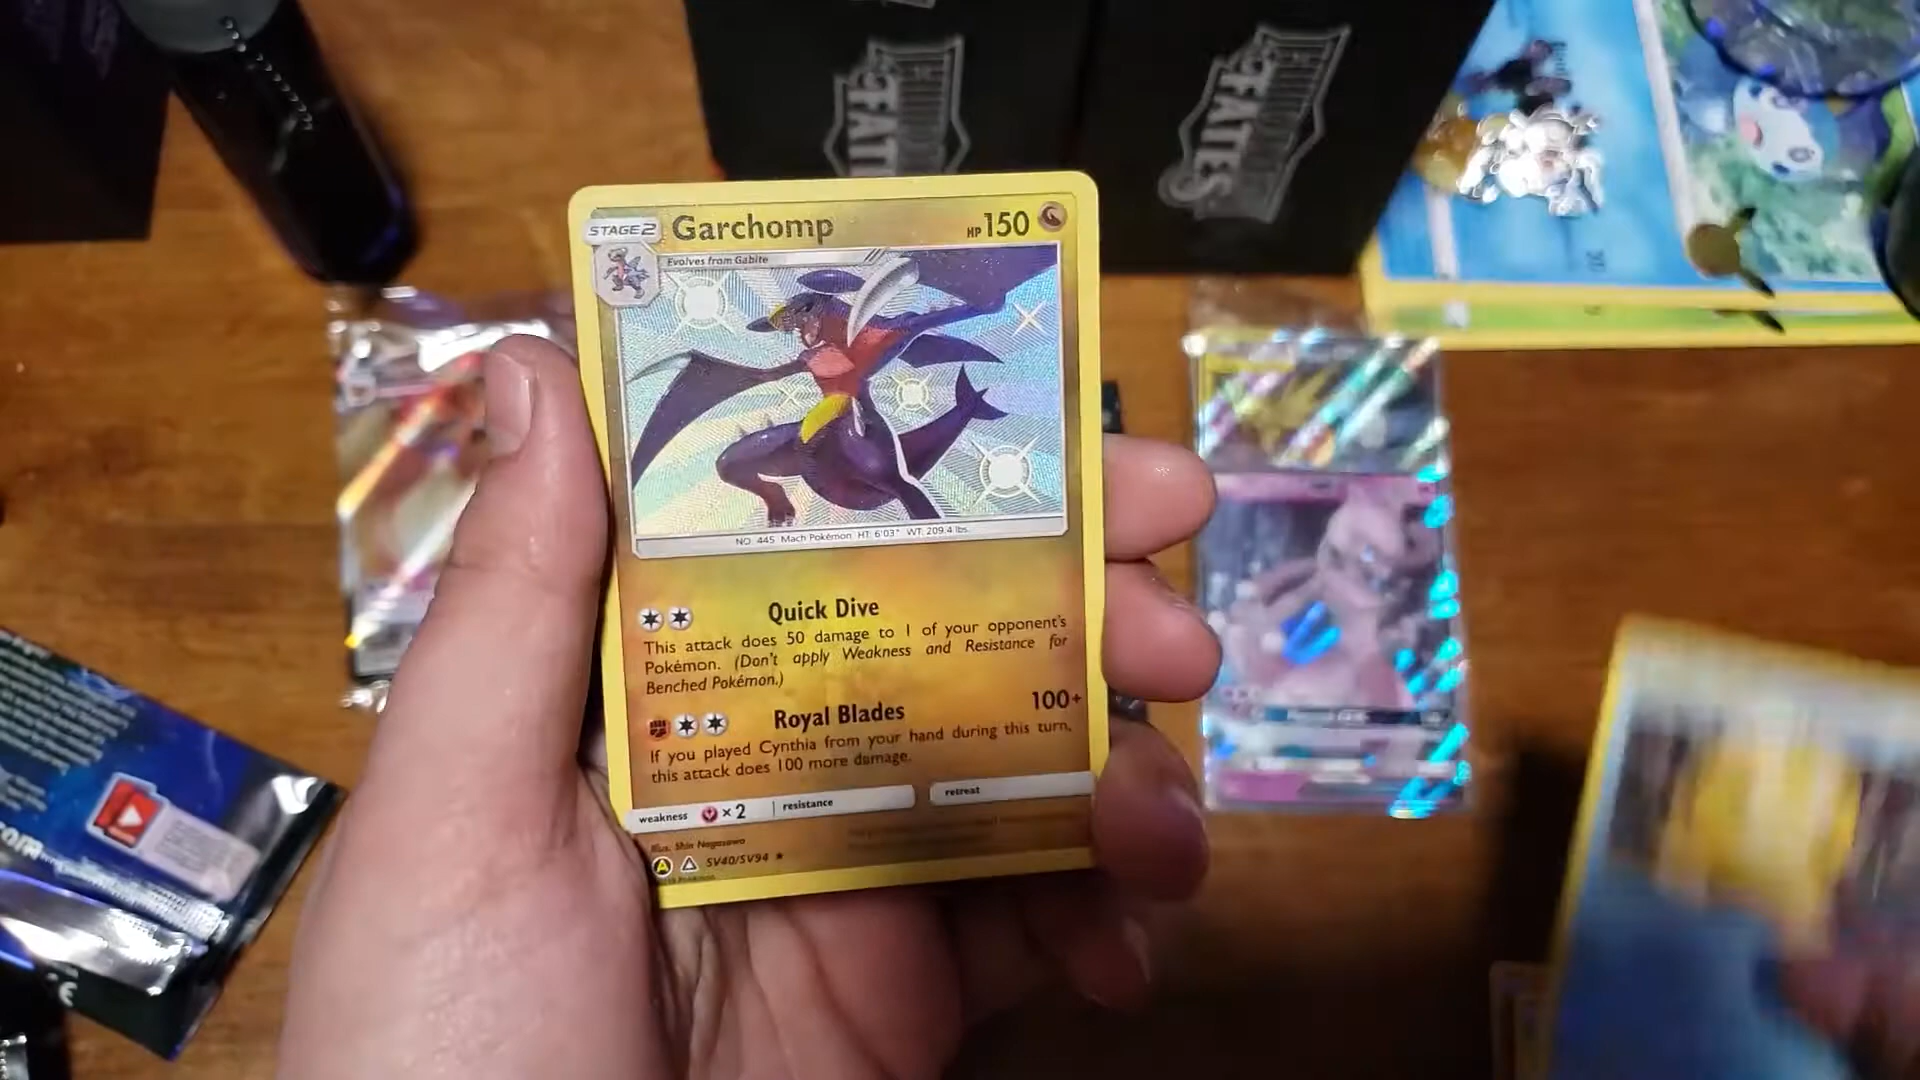 FATES
FATES
STAGE2
Garchomp
HP 150
Evolves from Gabite
NO. 445 Mach Pokémon HT: 6'03" WT: 209.4 lbs.
Quick Dive
This attack does 50 damage to 1 of your opponent's
Pokémon. (Don't apply Weakness and Resistance for
Benched Pokémon.)
Royal Blades 100+
If you played Cynthia from your hand during this turn,
this attack does 100 more damage.
weakness × 2 resistance retreat
Illus. Shin Nagasawa
A SV40/SV94